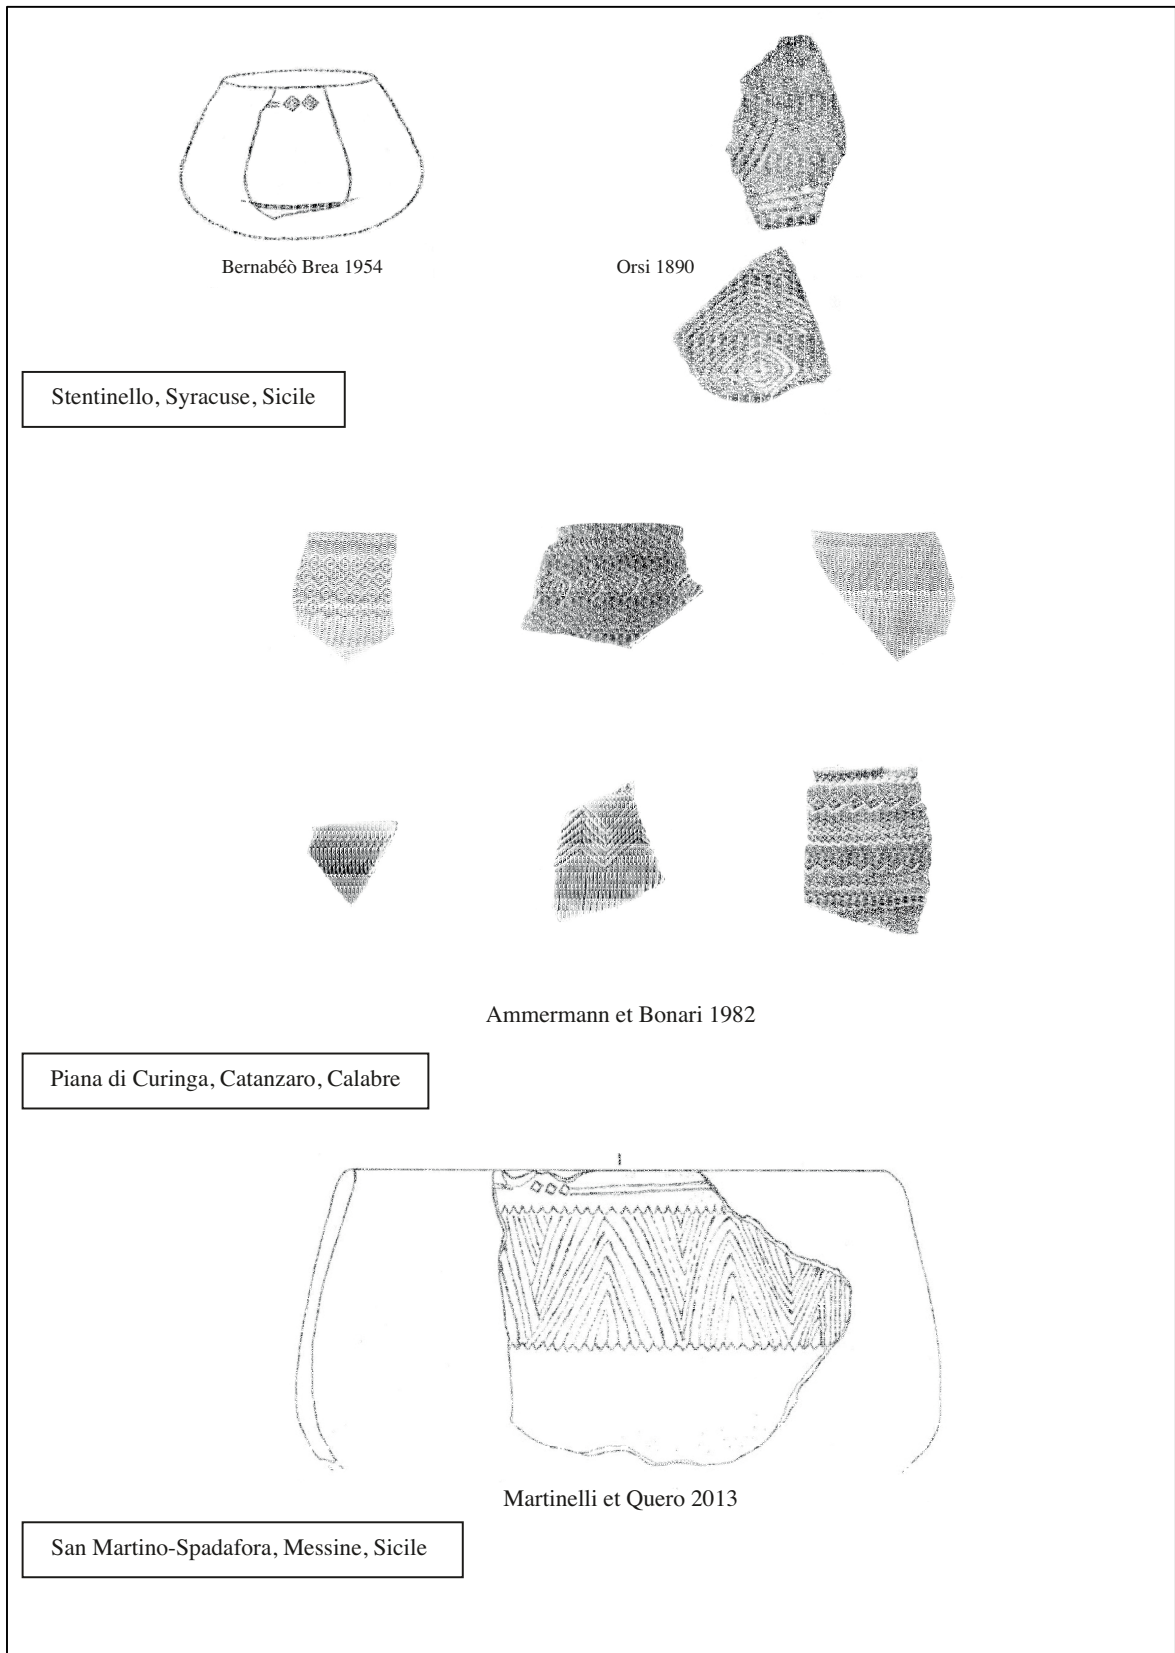 Bernabéò Brea 1954
Orsi 1890
Stentinello, Syracuse, Sicile
Ammermann et Bonari 1982
Piana di Curinga, Catanzaro, Calabre
Martinelli et Quero 2013
San Martino-Spadafora, Messine, Sicile